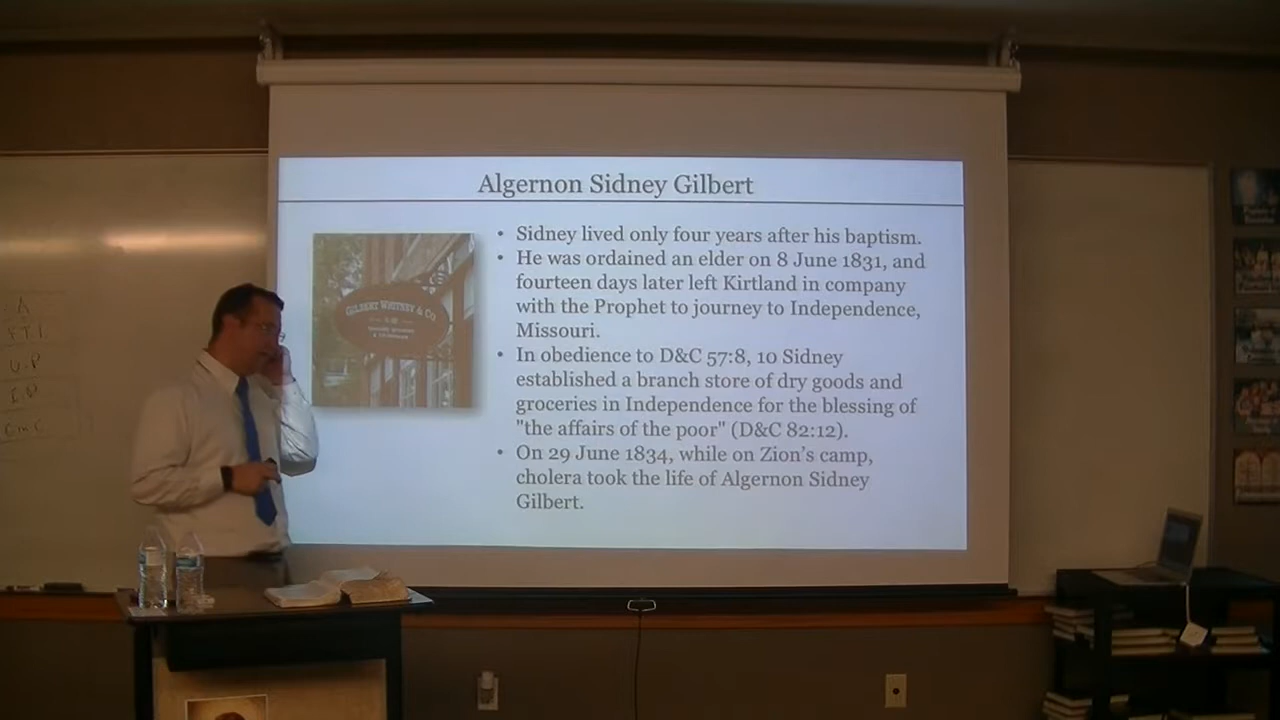 Algernon Sidney Gilbert
• Sidney lived only four years after his baptism.
• He was ordained an elder on 8 June 1831, and
fourteen days later left Kirtland in company
with the Prophet to journey to Independence,
Missouri.
• In obedience to D&C 57:8, 10 Sidney
established a branch store of dry goods and
groceries in Independence for the blessing of
"the affairs of the poor" (D&C 82:12).
• On 29 June 1834, while on Zion's camp,
cholera took the life of Algernon Sidney
Gilbert.
GILBERT WHITNEY & CO.